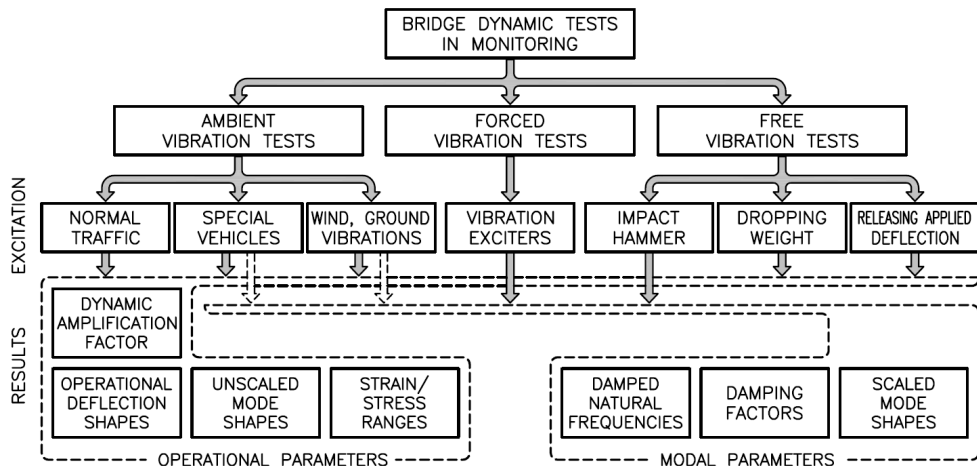 BRIDGE DYNAMIC TESTS
IN MONITORING
AMBIENT
VIBRATION TESTS
FORCED
VIBRATION TESTS
FREE
VIBRATION TESTS
EXCITATION
NORMAL
TRAFFIC
SPECIAL
VEHICLES
WIND, GROUND
VIBRATIONS
VIBRATION
EXCITERS
IMPACT
HAMMER
DROPPING
WEIGHT
RELEASING APPLIED
DEFLECTION
RESULTS
DYNAMIC
AMPLIFICATION
FACTOR
OPERATIONAL
DEFLECTION
SHAPES
UNSCALED
MODE
SHAPES
STRAIN/
STRESS
RANGES
DAMPED
NATURAL
FREQUENCIES
DAMPING
FACTORS
SCALED
MODE
SHAPES
OPERATIONAL PARAMETERS
MODAL PARAMETERS